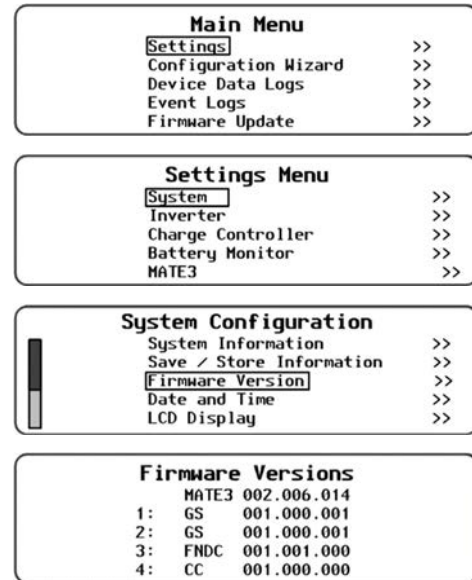 Main Menu
Settings >>
Configuration Wizard >>
Device Data Logs >>
Event Logs >>
Firmware Update >>
Settings Menu
System >>
Inverter >>
Charge Controller >>
Battery Monitor >>
MATE3 >>
System Configuration
System Information >>
Save / Store Information >>
Firmware Version >>
Date and Time >>
LCD Display >>
Firmware Versions
MATE3 002.006.014
1: GS 001.000.001
2: GS 001.000.001
3: FNDC 001.001.000
4: CC 001.000.000